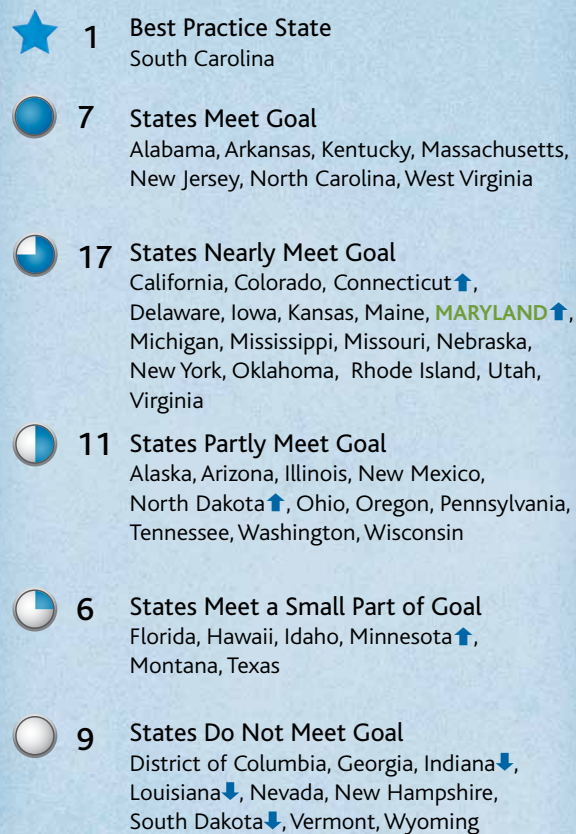 1 Best Practice State
South Carolina
7 States Meet Goal
Alabama, Arkansas, Kentucky, Massachusetts,
New Jersey, North Carolina, West Virginia
17 States Nearly Meet Goal
California, Colorado, Connecticut⬆,
Delaware, Iowa, Kansas, Maine, MARYLAND⬆,
Michigan, Mississippi, Missouri, Nebraska,
New York, Oklahoma, Rhode Island, Utah,
Virginia
11 States Partly Meet Goal
Alaska, Arizona, Illinois, New Mexico,
North Dakota⬆, Ohio, Oregon, Pennsylvania,
Tennessee, Washington, Wisconsin
6 States Meet a Small Part of Goal
Florida, Hawaii, Idaho, Minnesota⬆,
Montana, Texas
9 States Do Not Meet Goal
District of Columbia, Georgia, Indiana⬇,
Louisiana⬇, Nevada, New Hampshire,
South Dakota⬇, Vermont, Wyoming